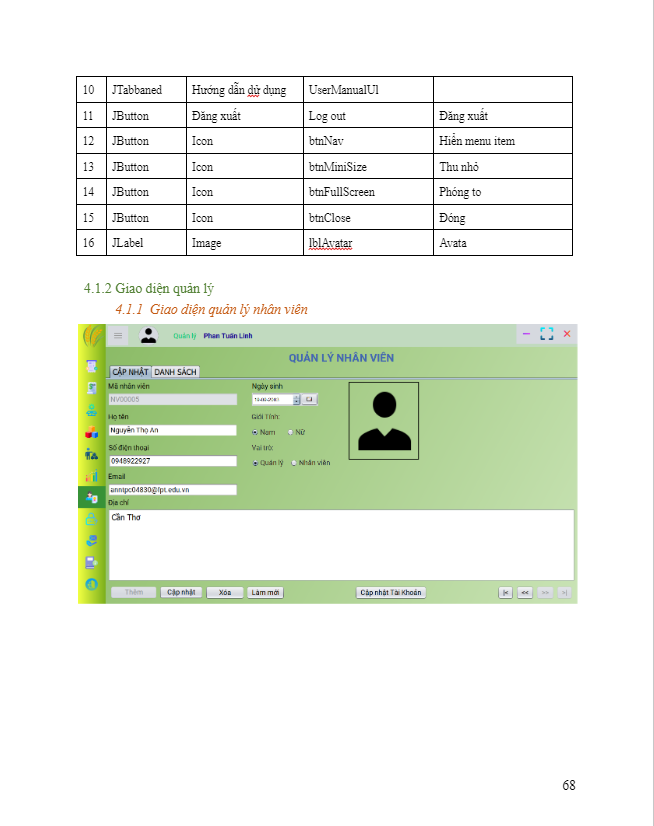 10 JTabbaned Hướng dẫn dử dụng UserManualUI
11 JButton Đăng xuất Log out Đăng xuất
12 JButton Icon btnNav Hiển menu item
13 JButton Icon btnMiniSize Thu nhỏ
14 JButton Icon btnFullScreen Phóng to
15 JButton Icon btnClose Đóng
16 JLabel Image lblAvatar Avata
4.1.2 Giao diện quản lý
4.1.1 Giao diện quản lý nhân viên
Quản lý Phan Tuấn Linh
QUẢN LÝ NHÂN VIÊN
CẬP NHẬT DANH SÁCH
Mã nhân viên Ngày sinh
NV00005
Họ tên Giới Tính:
Nguyễn Thọ An Nam Nữ
Số điện thoại Vai trò:
0948922927 Quản lý Nhân viên
Email
anntpc04830@fpt.edu.vn
Địa chỉ
Cần Thơ
Thêm Cập nhật Xóa Làm mới Cập nhật Tài Khoản |< << >> >|
68